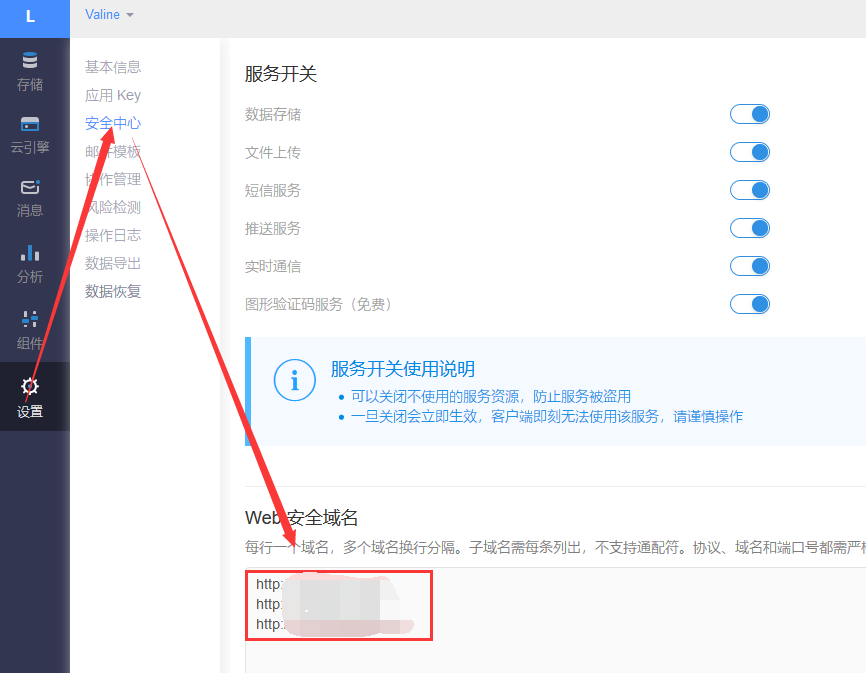 L
Valine
存储
云引擎
消息
分析
组件
设置
基本信息
应用 Key
安全中心
邮件模板
协作管理
风险检测
操作日志
数据导出
数据恢复
服务开关
数据存储
文件上传
短信服务
推送服务
实时通信
图形验证码服务（免费）
服务开关使用说明
可以关闭不使用的服务资源，防止服务被盗用
一旦关闭会立即生效，客户端即刻无法使用该服务，请谨慎操作
Web 安全域名
每行一个域名，多个域名换行分隔。子域名需每条列出，不支持通配符。协议、域名和端口号都需严
http:
http:
http: